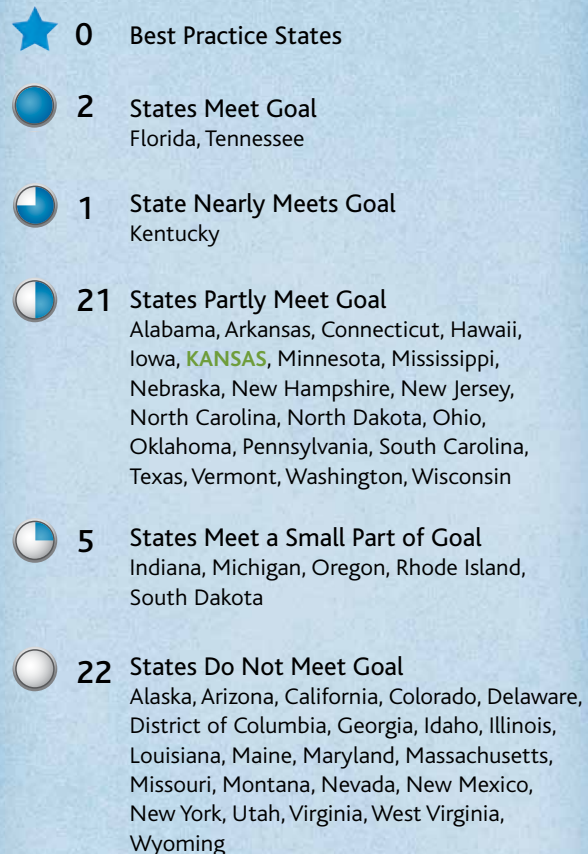 0 Best Practice States
2 States Meet Goal
Florida, Tennessee
1 State Nearly Meets Goal
Kentucky
21 States Partly Meet Goal
Alabama, Arkansas, Connecticut, Hawaii,
Iowa, KANSAS, Minnesota, Mississippi,
Nebraska, New Hampshire, New Jersey,
North Carolina, North Dakota, Ohio,
Oklahoma, Pennsylvania, South Carolina,
Texas, Vermont, Washington, Wisconsin
5 States Meet a Small Part of Goal
Indiana, Michigan, Oregon, Rhode Island,
South Dakota
22 States Do Not Meet Goal
Alaska, Arizona, California, Colorado, Delaware,
District of Columbia, Georgia, Idaho, Illinois,
Louisiana, Maine, Maryland, Massachusetts,
Missouri, Montana, Nevada, New Mexico,
New York, Utah, Virginia, West Virginia,
Wyoming